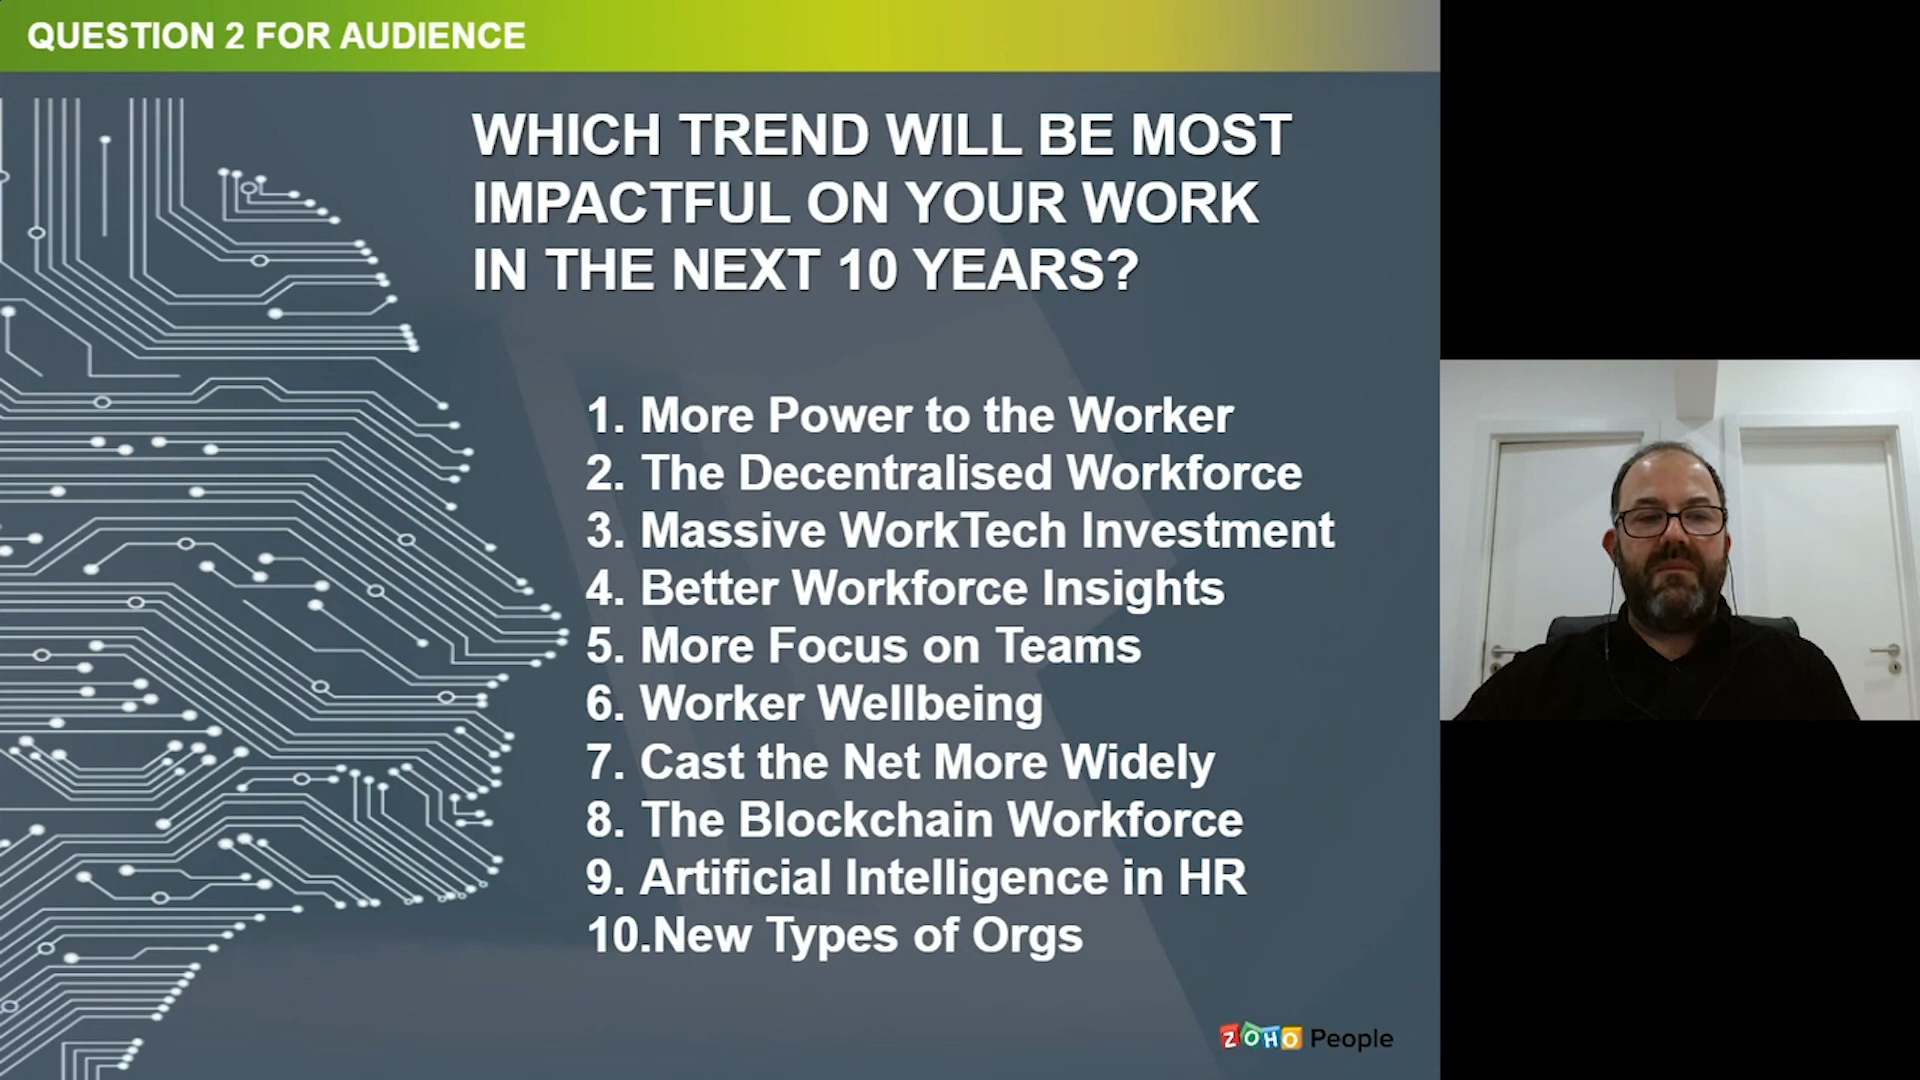 QUESTION 2 FOR AUDIENCE
WHICH TREND WILL BE MOST
IMPACTFUL ON YOUR WORK
IN THE NEXT 10 YEARS?
1. More Power to the Worker
2. The Decentralised Workforce
3. Massive WorkTech Investment
4. Better Workforce Insights
5. More Focus on Teams
6. Worker Wellbeing
7. Cast the Net More Widely
8. The Blockchain Workforce
9. Artificial Intelligence in HR
10.New Types of Orgs
ZOHO People